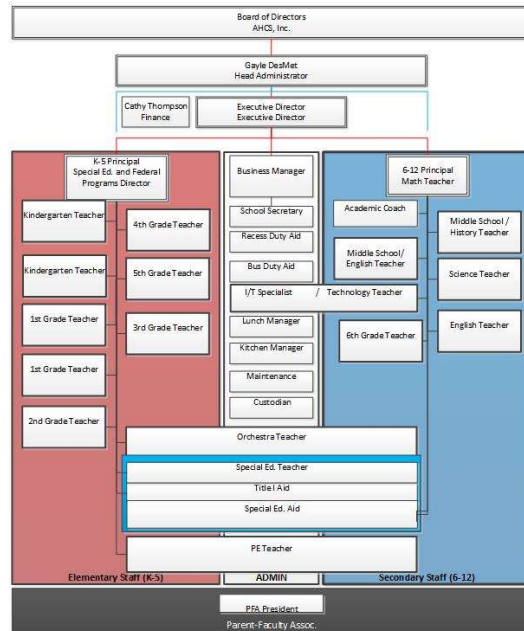 Board of Directors
AHCS, Inc.
Gayle DesMet
Head Administrator
Cathy Thompson
Finance
Executive Director
Executive Director
K-5 Principal
Special Ed. and Federal
Programs Director
Business Manager
6-12 Principal
Math Teacher
Kindergarten Teacher
4th Grade Teacher
Kindergarten Teacher
5th Grade Teacher
1st Grade Teacher
3rd Grade Teacher
1st Grade Teacher
2nd Grade Teacher
School Secretary
Recess Duty Aid
Bus Duty Aid
I/T Specialist / Technology Teacher
Lunch Manager
Kitchen Manager
Maintenance
Custodian
Academic Coach
Middle School /
History Teacher
Middle School/
English Teacher
Science Teacher
6th Grade Teacher
English Teacher
Orchestra Teacher
Special Ed. Teacher
Title I Aid
Special Ed. Aid
PE Teacher
Elementary Staff (K-5)
ADMIN
Secondary Staff (6-12)
PFA President
Parent-Faculty Assoc.